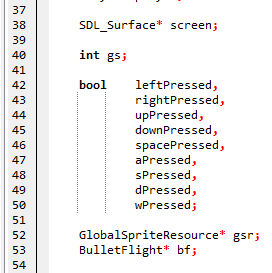 37
38 SDL_Surface* screen;
39
40 int gs;
41
42 bool leftPressed,
43 rightPressed,
44 upPressed,
45 downPressed,
46 spacePressed,
47 aPressed,
48 sPressed,
49 dPressed,
50 wPressed;
51
52 GlobalSpriteResource* gsr;
53 BulletFlight* bf;
54